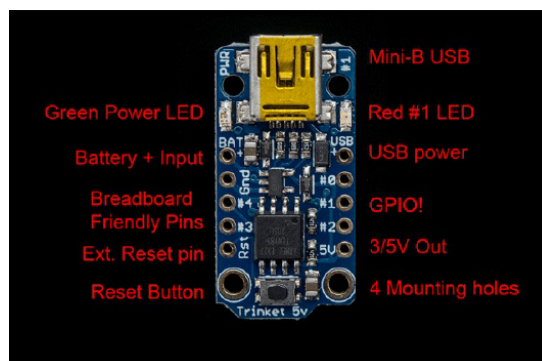 PWR
#1
Mini-B USB
Green Power LED
Red #1 LED
BAT
USB
+
Battery + Input
USB power
Gnd
#0
Breadboard
Friendly Pins
#4
#1
GPIO!
#3
#2
Ext. Reset pin
Rst
5V
3/5V Out
Reset Button
4 Mounting holes
Trinket 5v